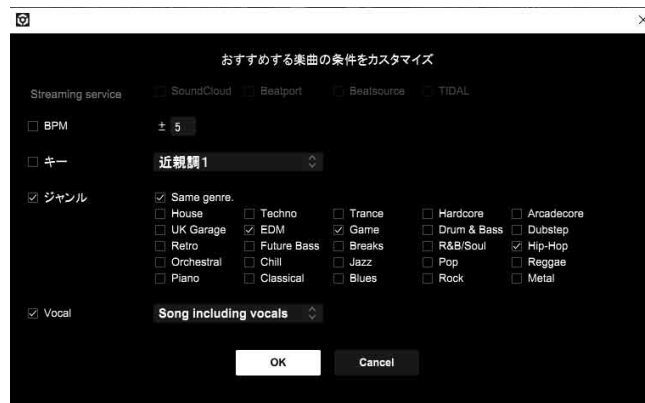 おすすめする楽曲の条件をカスタマイズ
Streaming service SoundCloud Beatport Beatsource TIDAL
BPM ± 5
キー 近親調1
ジャンル Same genre.
House Techno Trance Hardcore Arcadecore
UK Garage EDM Game Drum & Bass Dubstep
Retro Future Bass Breaks R&B/Soul Hip-Hop
Orchestral Chill Jazz Pop Reggae
Piano Classical Blues Rock Metal
Vocal Song including vocals
OK Cancel